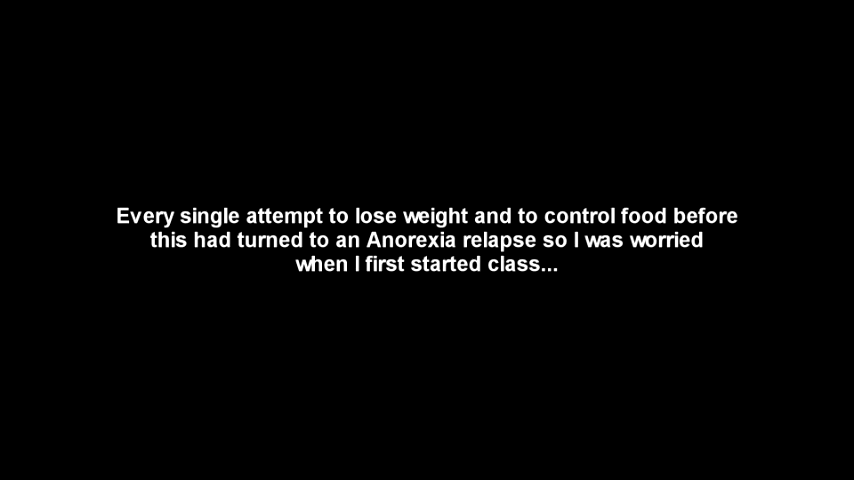 Every single attempt to lose weight and to control food before
this had turned to an Anorexia relapse so I was worried
when I first started class...